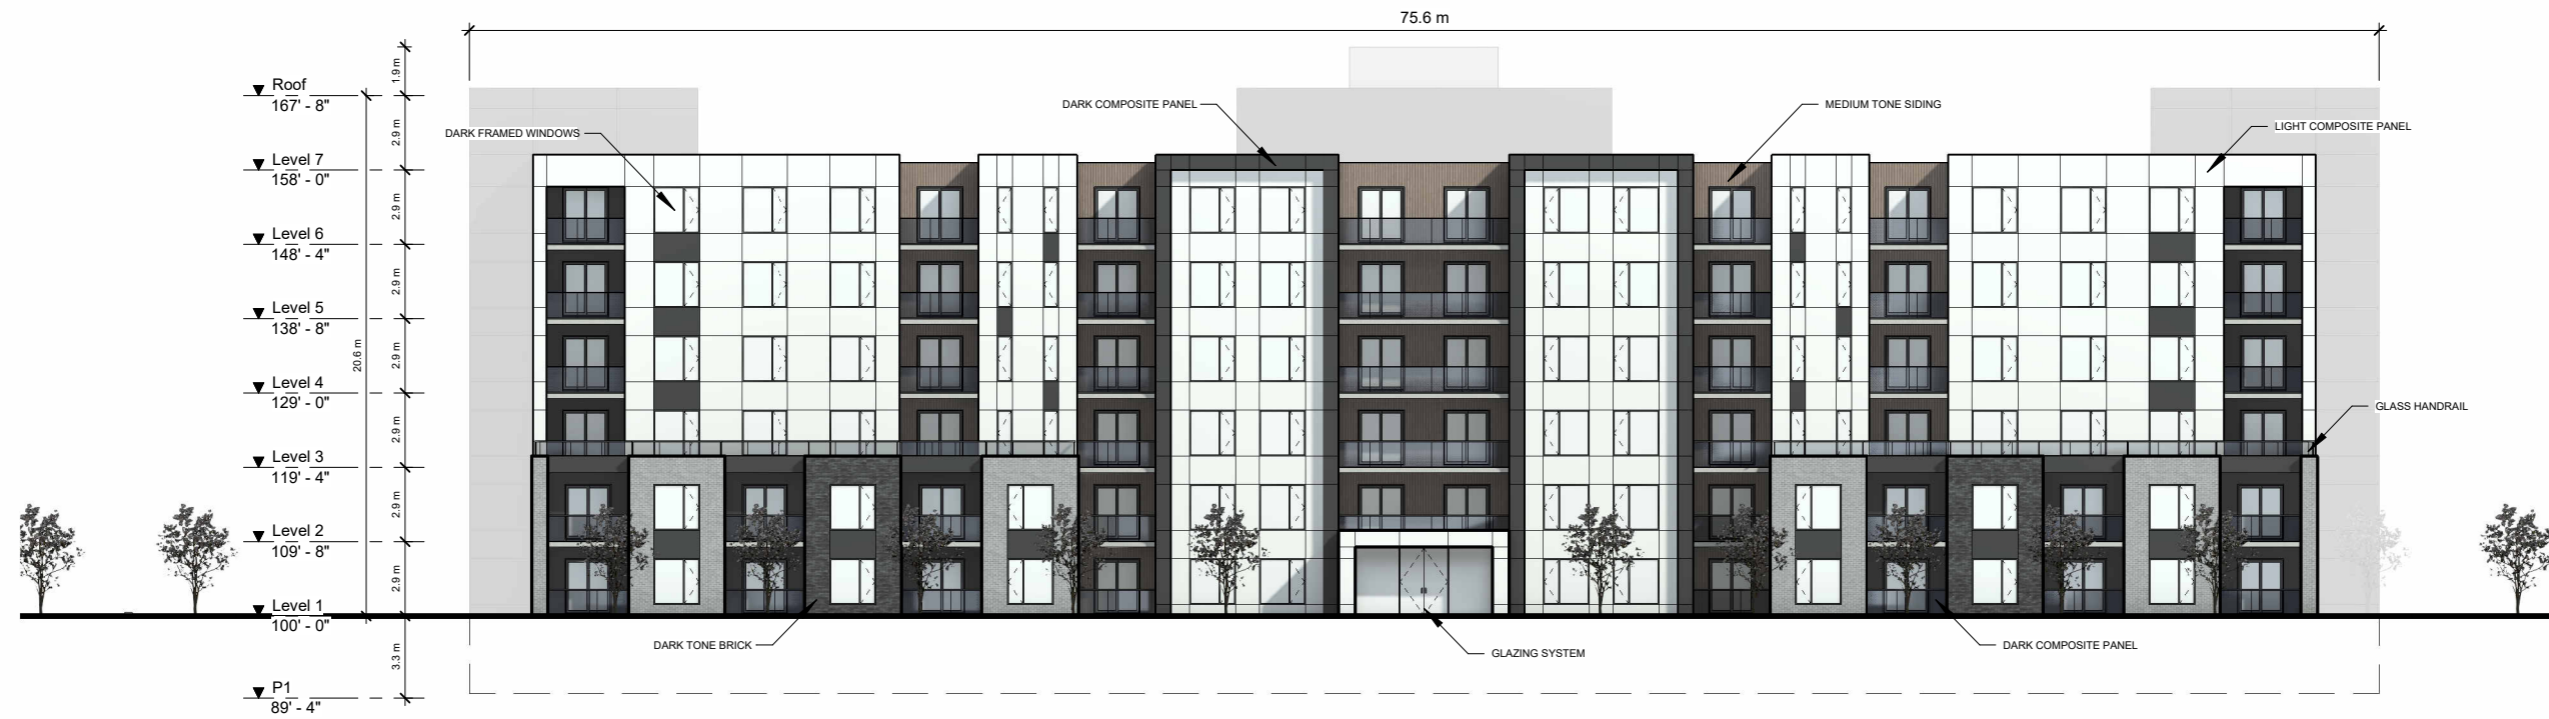 75.6 m
1.9 m
Roof
167' - 8"
DARK COMPOSITE PANEL
MEDIUM TONE SIDING
LIGHT COMPOSITE PANEL
DARK FRAMED WINDOWS
2.9 m
Level 7
158' - 0"
2.9 m
Level 6
148' - 4"
2.9 m
Level 5
138' - 8"
20.6 m
2.9 m
Level 4
129' - 0"
GLASS HANDRAIL
2.9 m
Level 3
119' - 4"
2.9 m
Level 2
109' - 8"
2.9 m
Level 1
100' - 0"
DARK TONE BRICK
GLAZING SYSTEM
DARK COMPOSITE PANEL
3.3 m
P1
89' - 4"